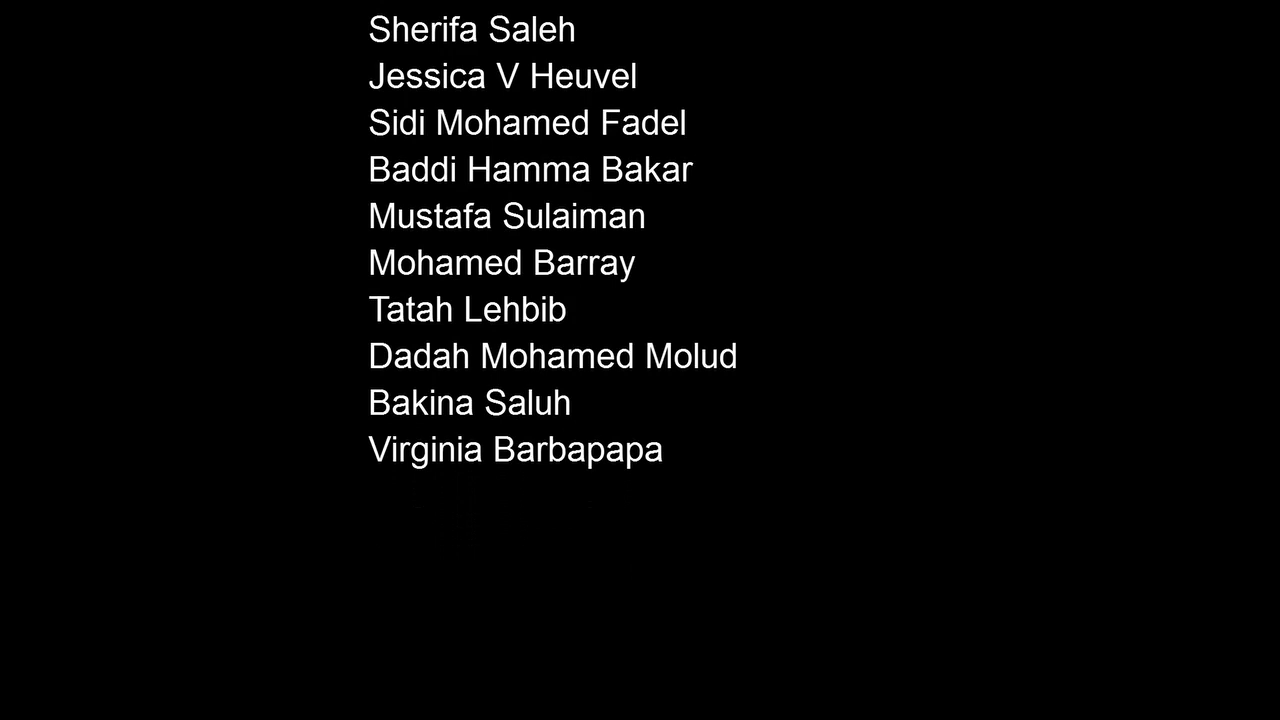 Sherifa Saleh
Jessica V Heuvel
Sidi Mohamed Fadel
Baddi Hamma Bakar
Mustafa Sulaiman
Mohamed Barray
Tatah Lehbib
Dadah Mohamed Molud
Bakina Saluh
Virginia Barbapapa